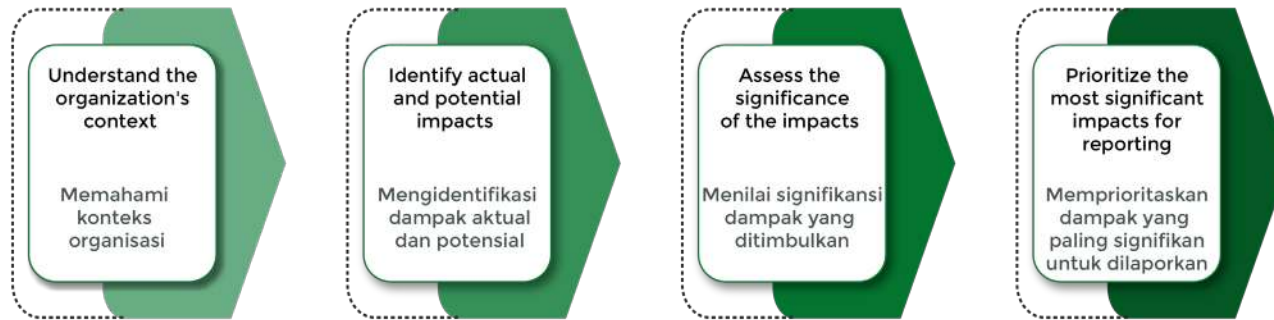 Understand the
organization's
context
Memahami
konteks
organisasi
Identify actual
and potential
impacts
Mengidentifikasi
dampak aktual
dan potensial
Assess the
significance
of the impacts
Menilai signifikansi
dampak yang
ditimbulkan
Prioritize the
most significant
impacts for
reporting
Memprioritaskan
dampak yang
paling signifikan
untuk dilaporkan